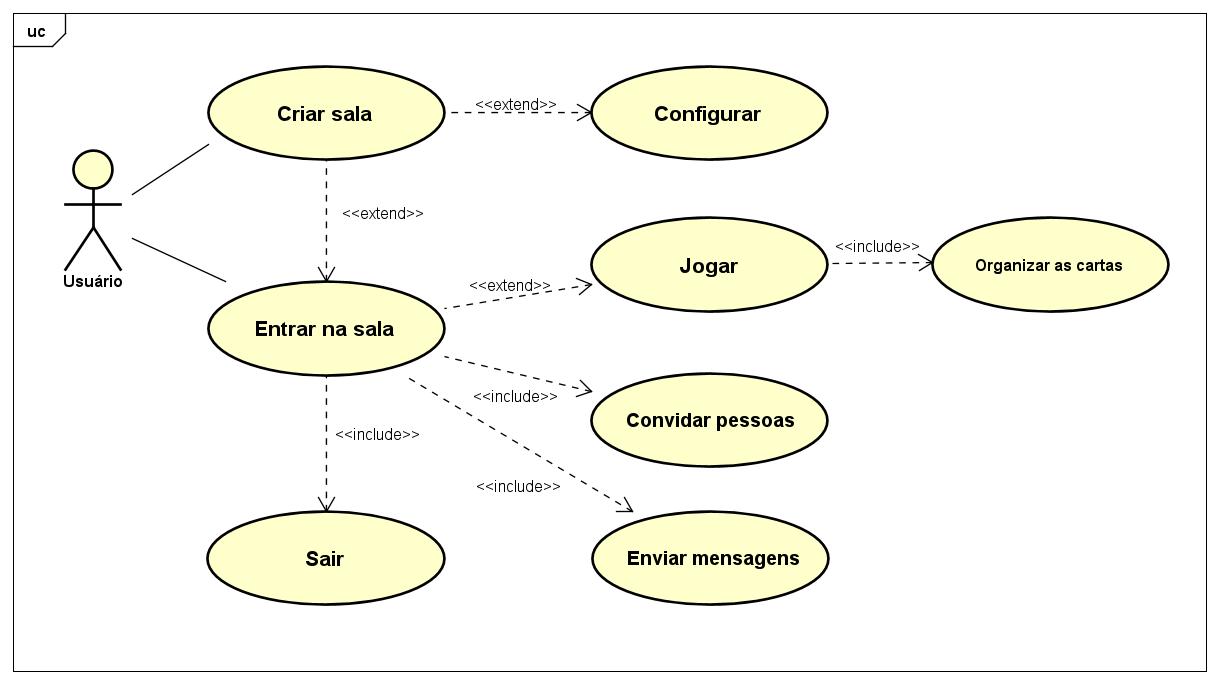 uc
Criar sala
<<extend>>
Configurar
Usuário
<<extend>>
Entrar na sala
<<extend>>
Jogar
<<include>>
Organizar as cartas
<<include>>
Convidar pessoas
<<include>>
<<include>>
Sair
Enviar mensagens